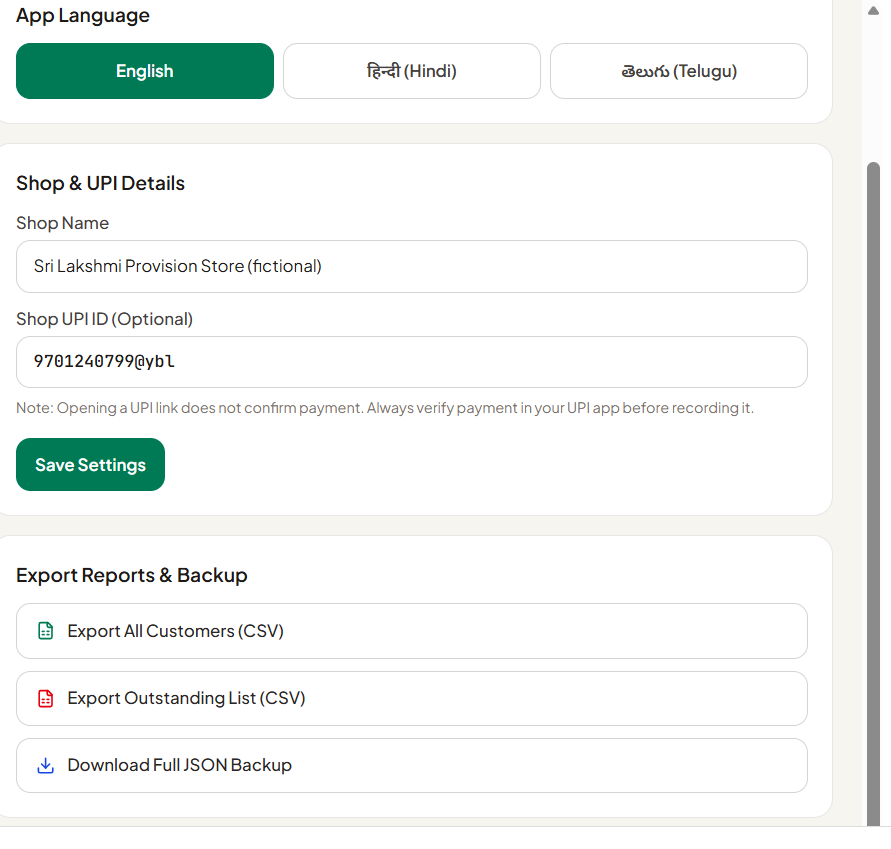 App Language
English
हिन्दी (Hindi)
తెలుగు (Telugu)
Shop & UPI Details
Shop Name
Sri Lakshmi Provision Store (fictional)
Shop UPI ID (Optional)
9701240799@ybl
Note: Opening a UPI link does not confirm payment. Always verify payment in your UPI app before recording it.
Save Settings
Export Reports & Backup
Export All Customers (CSV)
Export Outstanding List (CSV)
Download Full JSON Backup